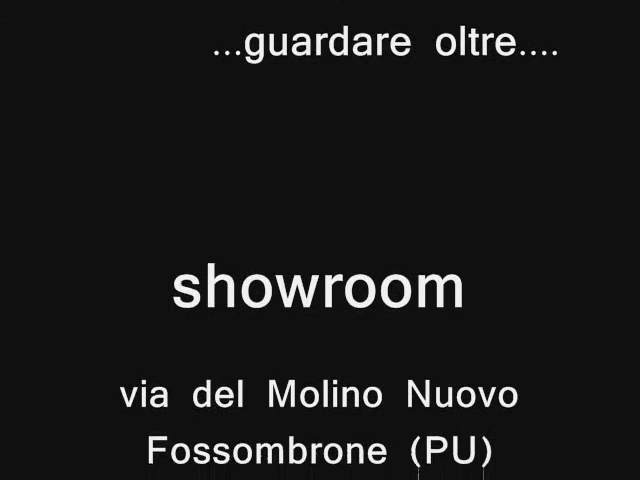 ...guardare oltre....
showroom
via del Molino Nuovo
Fossombrone (PU)